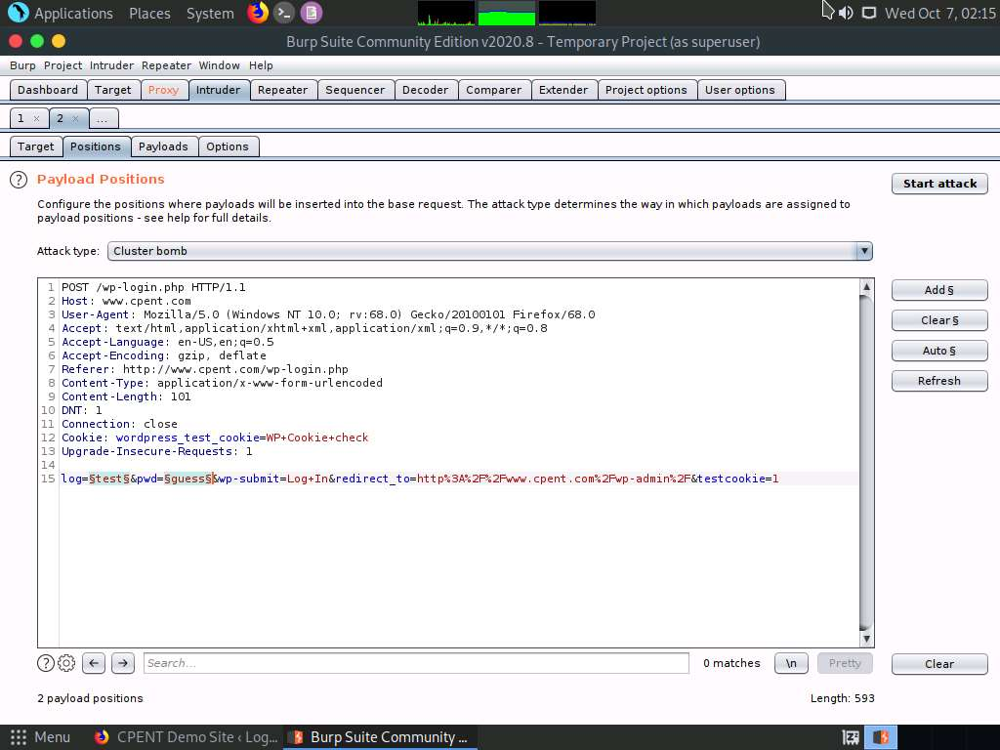 Applications Places System Wed Oct 7, 02:15
Burp Suite Community Edition v2020.8 - Temporary Project (as superuser)
Burp Project Intruder Repeater Window Help
Dashboard Target Proxy Intruder Repeater Sequencer Decoder Comparer Extender Project options User options
1 × 2 × ...
Target Positions Payloads Options
? Payload Positions
Start attack
Configure the positions where payloads will be inserted into the base request. The attack type determines the way in which payloads are assigned to
payload positions - see help for full details.
Attack type: Cluster bomb
1 POST /wp-login.php HTTP/1.1
2 Host: www.cpent.com
3 User-Agent: Mozilla/5.0 (Windows NT 10.0; rv:68.0) Gecko/20100101 Firefox/68.0
4 Accept: text/html,application/xhtml+xml,application/xml;q=0.9,*/*;q=0.8
5 Accept-Language: en-US,en;q=0.5
6 Accept-Encoding: gzip, deflate
7 Referer: http://www.cpent.com/wp-login.php
8 Content-Type: application/x-www-form-urlencoded
9 Content-Length: 101
10 DNT: 1
11 Connection: close
12 Cookie: wordpress_test_cookie=WP+Cookie+check
13 Upgrade-Insecure-Requests: 1
14
15 log=§test§&pwd=§guess§&wp-submit=Log+In&redirect_to=http%3A%2F%2Fwww.cpent.com%2Fwp-admin%2F&testcookie=1
Add §
Clear §
Auto §
Refresh
? Search... 0 matches \n Pretty
Clear
2 payload positions
Length: 593
Menu CPENT Demo Site ‹ Log... Burp Suite Community ...